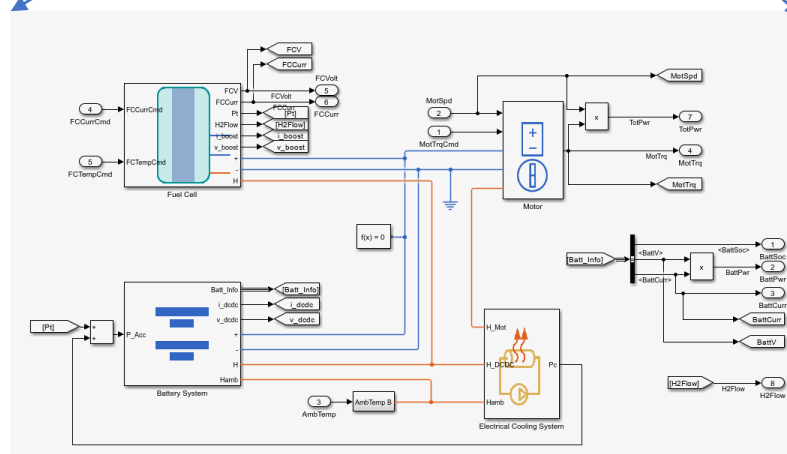 FCV
FCCurr
FCV
FCCurr
Pt
H2Flow
i_boost
v_boost
+
-
H
FCVolt
5
FCVolt
6
FCCurr
[Pt]
[H2Flow]
i_boost
v_boost
4
FCCurrCmd
FCCurrCmd
5
FCTempCmd
FCTempCmd
Fuel Cell
MotSpd
2
1
MotTrqCmd
+
-
Motor
MotSpd
x
TotPwr
7
TotPwr
4
MotTrq
MotTrq
MotTrq
f(x) = 0
[Batt_Info]
<BattV>
<BattCurr>
<BattSoc>
1
BattSoc
x
BattPwr
2
BattPwr
3
BattCurr
BattCurr
BattV
[H2Flow]
H2Flow
8
H2Flow
[Pt]
+
+
P_Acc
Batt_Info
i_dcdc
v_dcdc
+
-
H
Hamb
[Batt_Info]
i_dcdc
v_dcdc
Battery System
3
AmbTemp
AmbTemp B
H_Mot
H_DCDC
Hamb
Pc
Electrical Cooling System